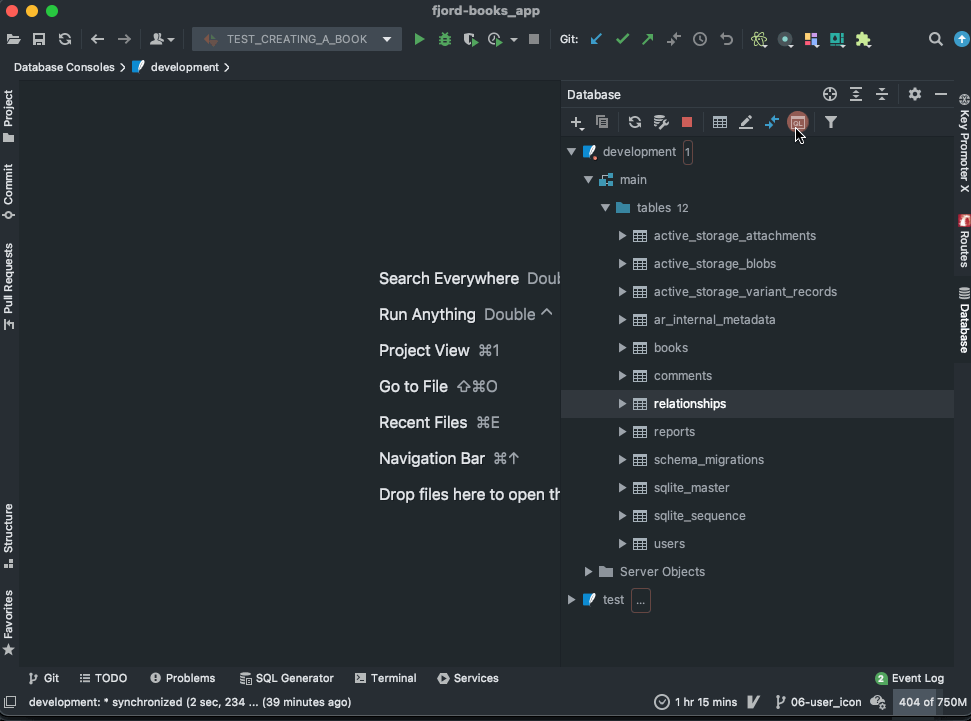 fjord-books_app
TEST_CREATING_A_BOOK
Git:
Database Consoles
development
Project
Commit
Pull Requests
Structure
Favorites
Search Everywhere Doub
Run Anything Double ^
Project View ⌘1
Go to File ⇧⌘O
Recent Files ⌘E
Navigation Bar ⌘↑
Drop files here to open th
Database
QL
development 1
main
tables 12
active_storage_attachments
active_storage_blobs
active_storage_variant_records
ar_internal_metadata
books
comments
relationships
reports
schema_migrations
sqlite_master
sqlite_sequence
users
Server Objects
test ...
Key Promoter X
Routes
Database
Git
TODO
Problems
SQL Generator
Terminal
Services
2 Event Log
development: * synchronized (2 sec, 234 ... (39 minutes ago)
1 hr 15 mins
06-user_icon
404 of 750M